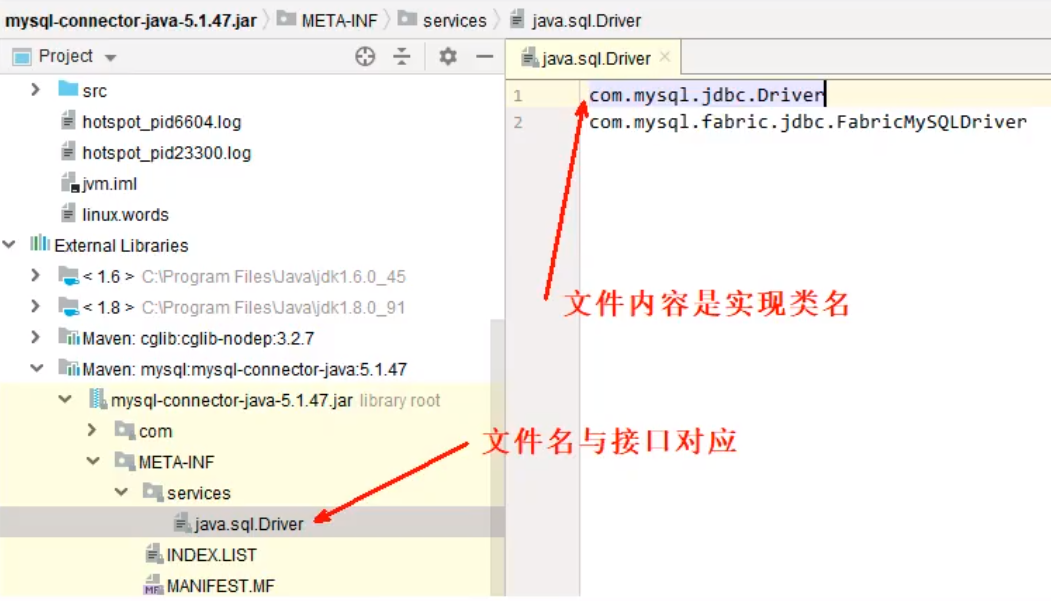 mysql-connector-java-5.1.47.jar META-INF services java.sql.Driver
Project
src
hotspot_pid6604.log
hotspot_pid23300.log
jvm.iml
linux.words
External Libraries
< 1.6 > C:\Program Files\Java\jdk1.6.0_45
< 1.8 > C:\Program Files\Java\jdk1.8.0_91
Maven: cglib:cglib-nodep:3.2.7
Maven: mysql:mysql-connector-java:5.1.47
mysql-connector-java-5.1.47.jar library root
com
META-INF
services
java.sql.Driver
INDEX.LIST
MF MANIFEST.MF
java.sql.Driver
1 com.mysql.jdbc.Driver
2 com.mysql.fabric.jdbc.FabricMySQLDriver
文件内容是实现类名
文件名与接口对应